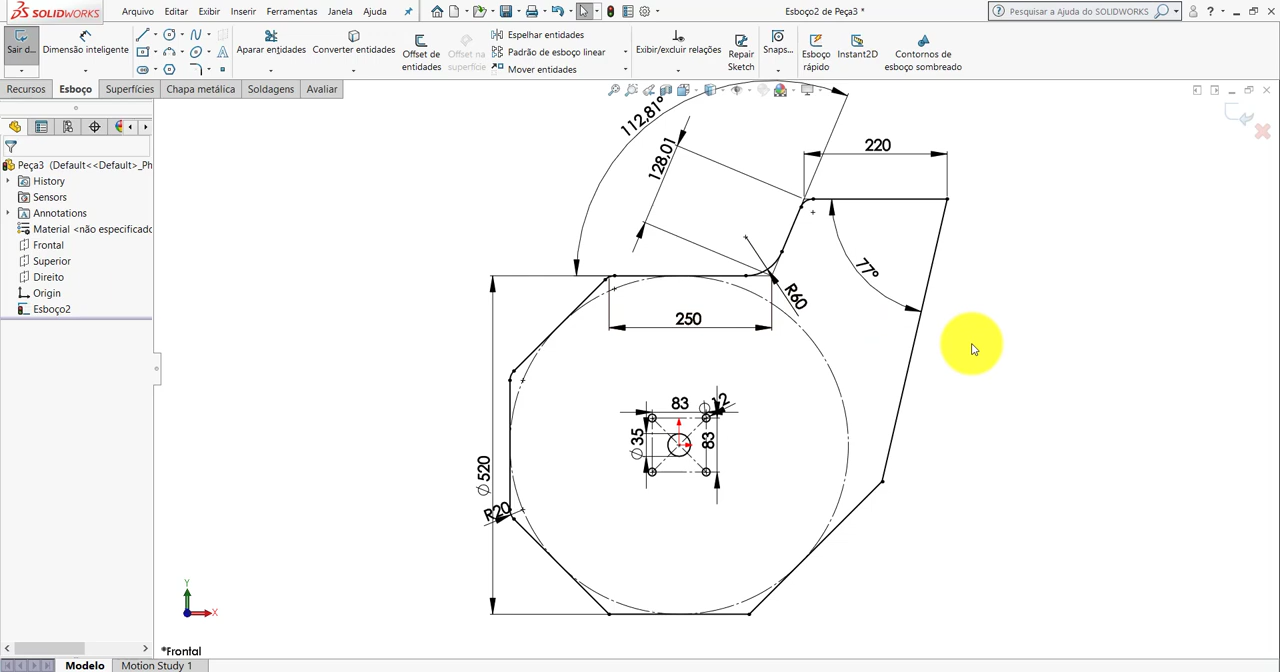 SOLIDWORKS
Arquivo Editar Exibir Inserir Ferramentas Janela Ajuda
Esboço2 de Peça3 *
Pesquisar a Ajuda do SOLIDWORKS
Sair d...
Dimensão inteligente
Aparar entidades
Converter entidades
Offset de entidades
Offset na superfície
Espelhar entidades
Padrão de esboço linear
Mover entidades
Exibir/excluir relações
Repair Sketch
Snaps...
Esboço rápido
Instant2D
Contornos de esboço sombreado
Recursos Esboço Superfícies Chapa metálica Soldagens Avaliar
Peça3 (Default<<Default>_Ph
History
Sensors
Annotations
Material <não especificado
Frontal
Superior
Direito
Origin
Esboço2
112,81°
128,01
220
77°
R60
250
83
∅12
∅35
83
∅520
R20
Y
X
*Frontal
Modelo Motion Study 1